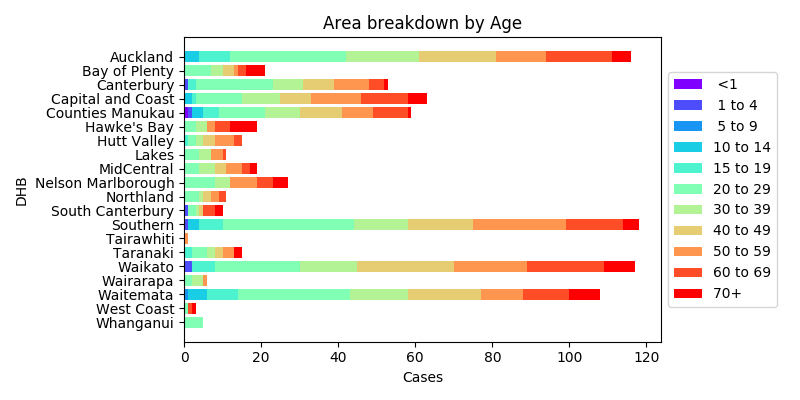 Area breakdown by Age
DHB
Auckland
Bay of Plenty
Canterbury
Capital and Coast
Counties Manukau
Hawke's Bay
Hutt Valley
Lakes
MidCentral
Nelson Marlborough
Northland
South Canterbury
Southern
Tairawhiti
Taranaki
Waikato
Wairarapa
Waitemata
West Coast
Whanganui
0 20 40 60 80 100 120
Cases
<1
1 to 4
5 to 9
10 to 14
15 to 19
20 to 29
30 to 39
40 to 49
50 to 59
60 to 69
70+